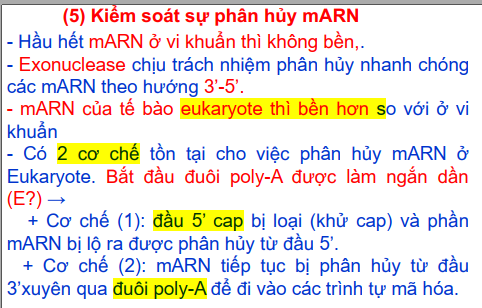 (5) Kiểm soát sự phân hủy mARN
- Hầu hết mARN ở vi khuẩn thì không bền,.
- Exonuclease chịu trách nhiệm phân hủy nhanh chóng
các mARN theo hướng 3’-5’.
- mARN của tế bào eukaryote thì bền hơn so với ở vi
khuẩn
- Có 2 cơ chế tồn tại cho việc phân hủy mARN ở
Eukaryote. Bắt đầu đuôi poly-A được làm ngắn dần
(E?) →
+ Cơ chế (1): đầu 5’ cap bị loại (khử cap) và phần
mARN bị lộ ra được phân hủy từ đầu 5’.
+ Cơ chế (2): mARN tiếp tục bị phân hủy từ đầu
3’xuyên qua đuôi poly-A để đi vào các trình tự mã hóa.